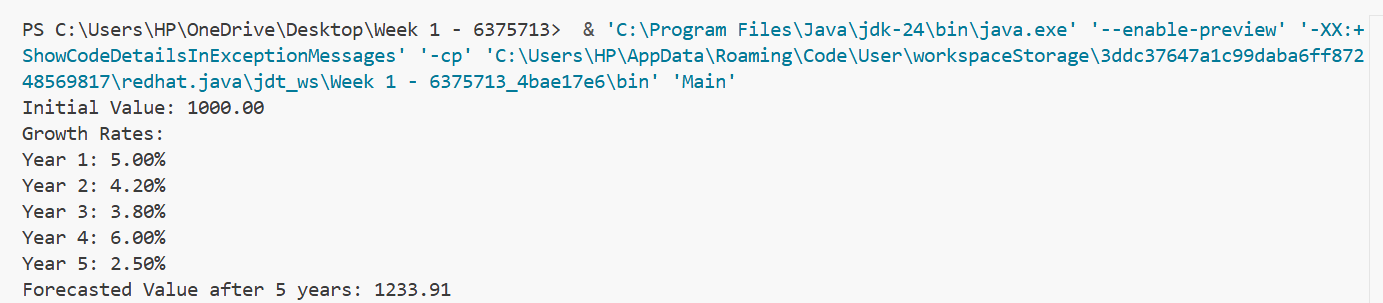 PS C:\Users\HP\OneDrive\Desktop\Week 1 - 6375713>  & 'C:\Program Files\Java\jdk-24\bin\java.exe' '--enable-preview' '-XX:+
ShowCodeDetailsInExceptionMessages' '-cp' 'C:\Users\HP\AppData\Roaming\Code\User\workspaceStorage\3ddc37647a1c99daba6ff872
48569817\redhat.java\jdt_ws\Week 1 - 6375713_4bae17e6\bin' 'Main'
Initial Value: 1000.00
Growth Rates:
Year 1: 5.00%
Year 2: 4.20%
Year 3: 3.80%
Year 4: 6.00%
Year 5: 2.50%
Forecasted Value after 5 years: 1233.91